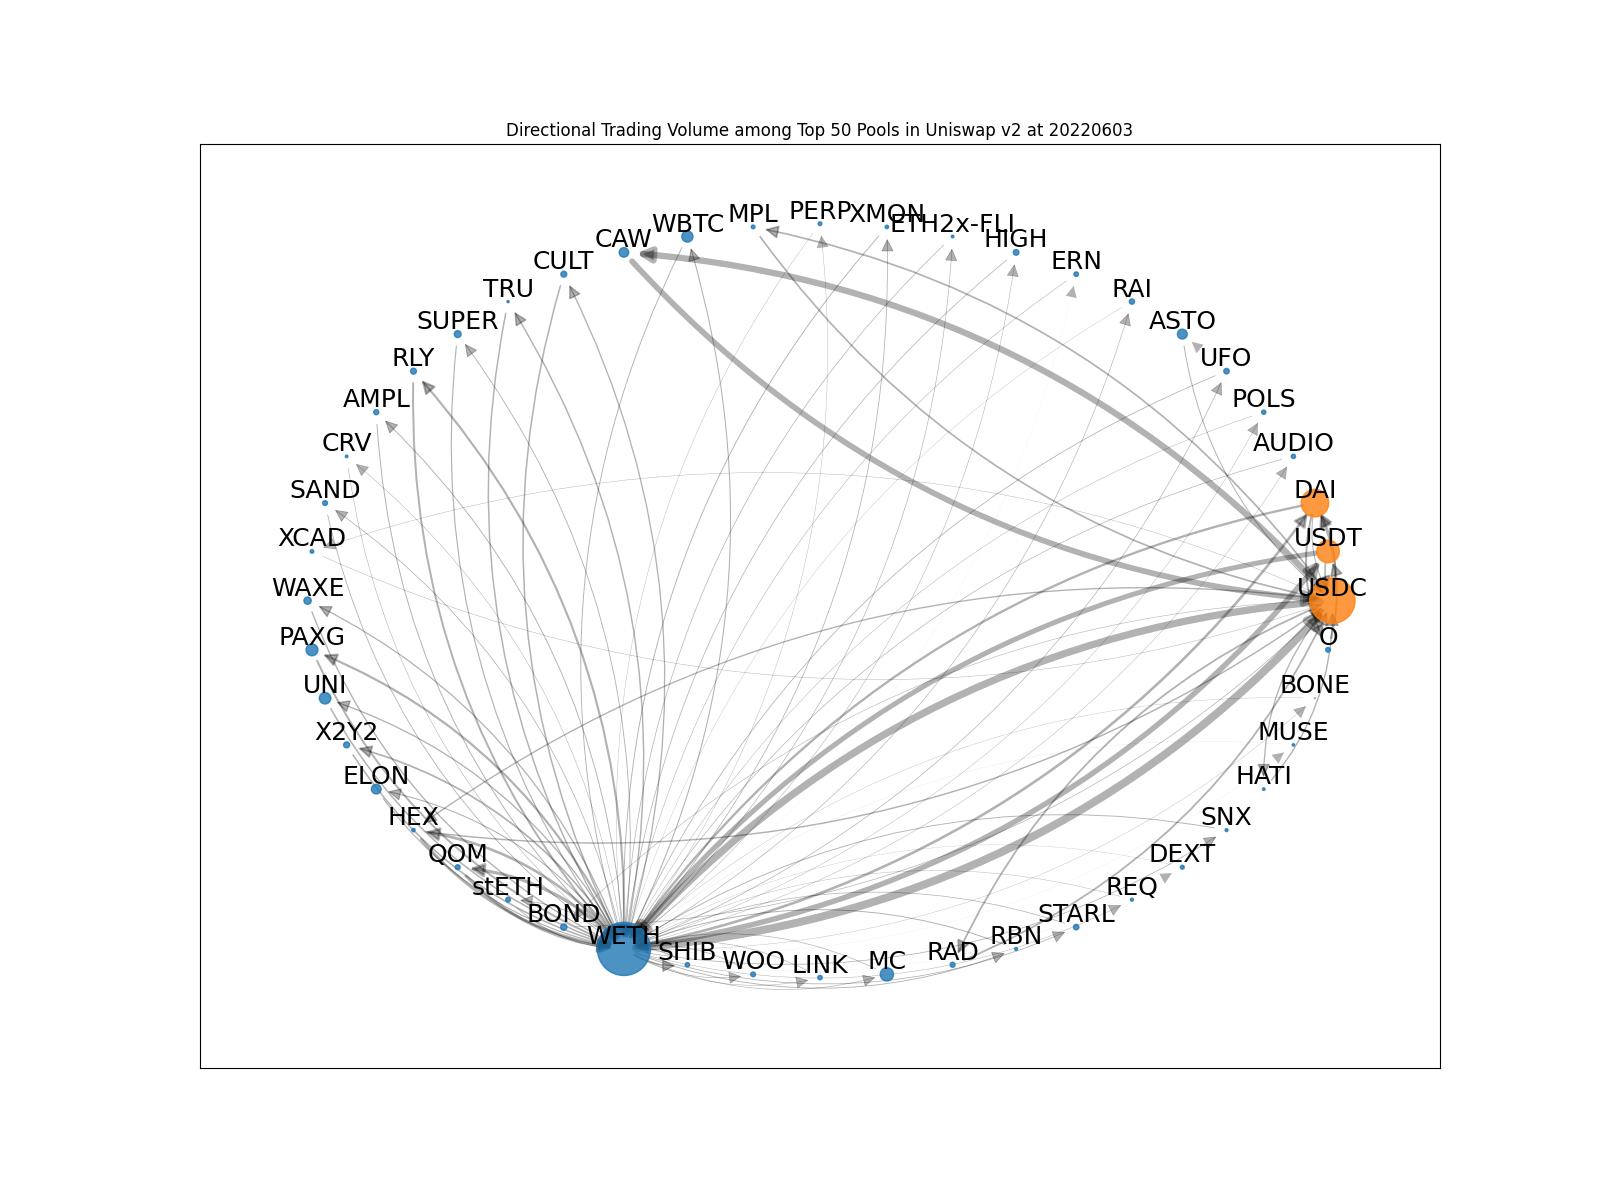 Directional Trading Volume among Top 50 Pools in Uniswap v2 at 20220603
MPL
PERP
XMON
WBTC
ETH2x-FLI
CAW
HIGH
CULT
ERN
TRU
RAI
SUPER
ASTO
RLY
UFO
AMPL
POLS
CRV
AUDIO
SAND
DAI
XCAD
USDT
WAXE
USDC
PAXG
O
UNI
BONE
X2Y2
MUSE
ELON
HATI
HEX
SNX
QOM
DEXT
stETH
REQ
BOND
STARL
WETH
RBN
SHIB
RAD
WOO
LINK
MC